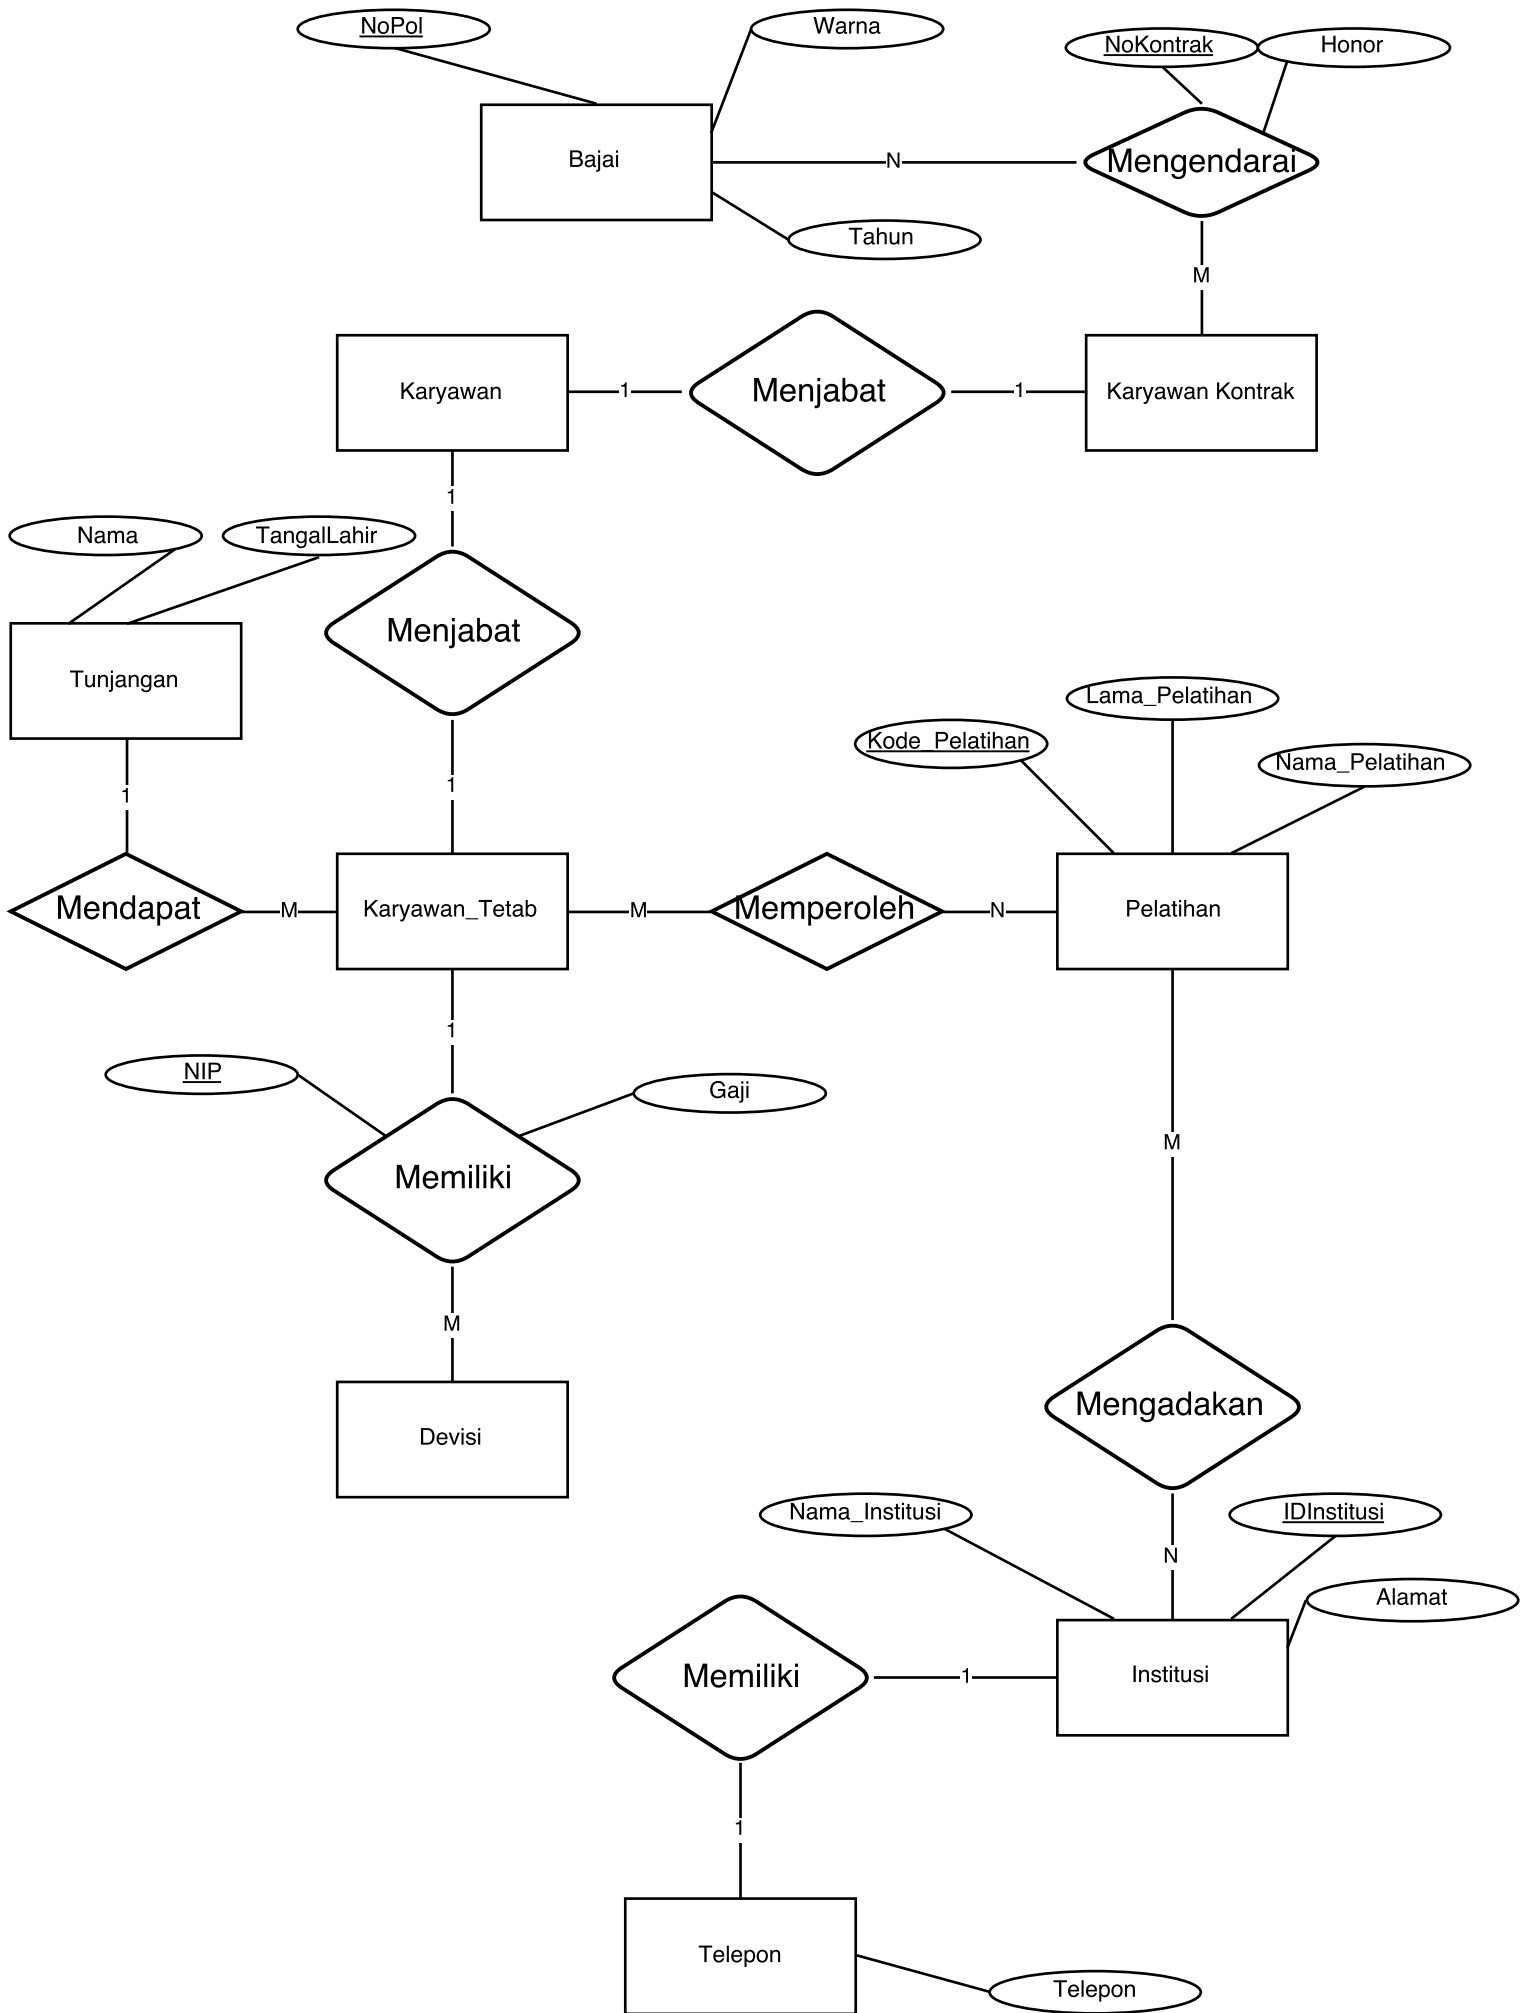 NoPol
Warna
NoKontrak
Honor
Bajai
N
Mengendarai
Tahun
M
Karyawan
1
Menjabat
1
Karyawan Kontrak
1
Nama
TangalLahir
Menjabat
Tunjangan
Lama_Pelatihan
Kode_Pelatihan
Nama_Pelatihan
1
1
Mendapat
M
Karyawan_Tetab
M
Memperoleh
N
Pelatihan
1
NIP
Gaji
M
Memiliki
M
Mengadakan
Devisi
Nama_Institusi
IDInstitusi
N
Alamat
Memiliki
1
Institusi
1
Telepon
Telepon